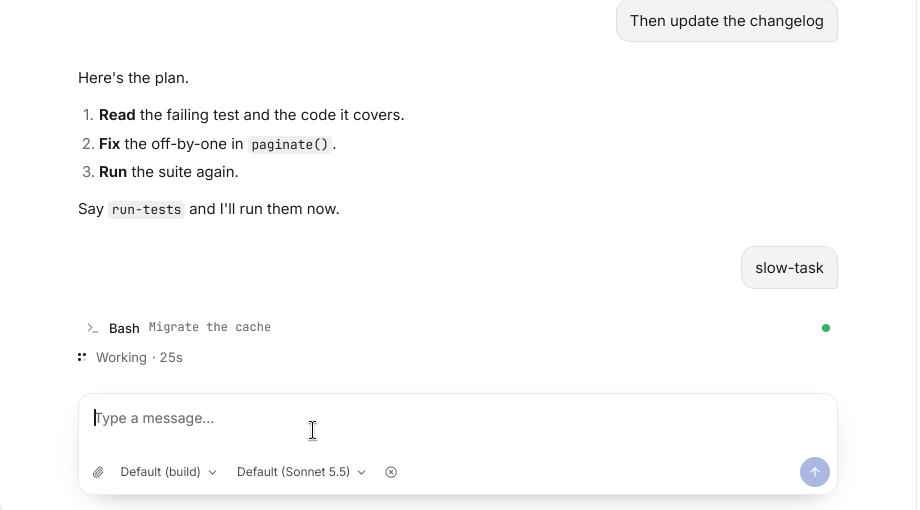 Then update the changelog
Here's the plan.
1. Read the failing test and the code it covers.
2. Fix the off-by-one in paginate().
3. Run the suite again.
Say run-tests and I'll run them now.
slow-task
>_ Bash Migrate the cache
Working · 25s
Type a message...
Default (build) Default (Sonnet 5.5)